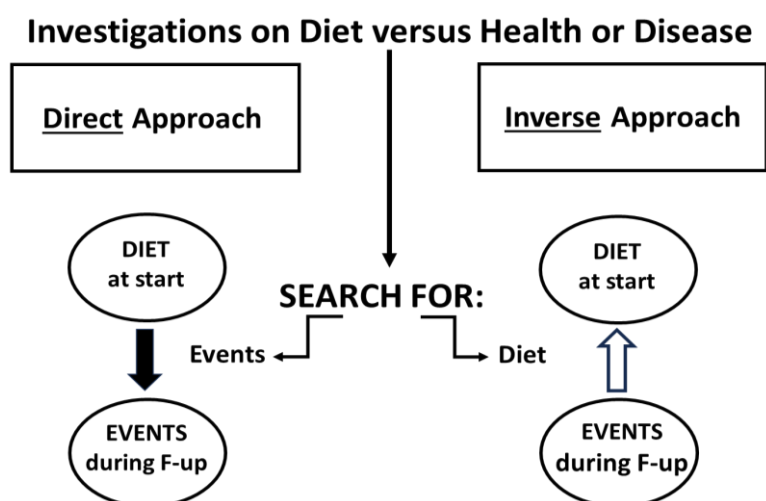 Investigations on Diet versus Health or Disease
Direct Approach
Inverse Approach
DIET
at start
DIET
at start
SEARCH FOR:
Events
Diet
EVENTS
during F-up
EVENTS
during F-up